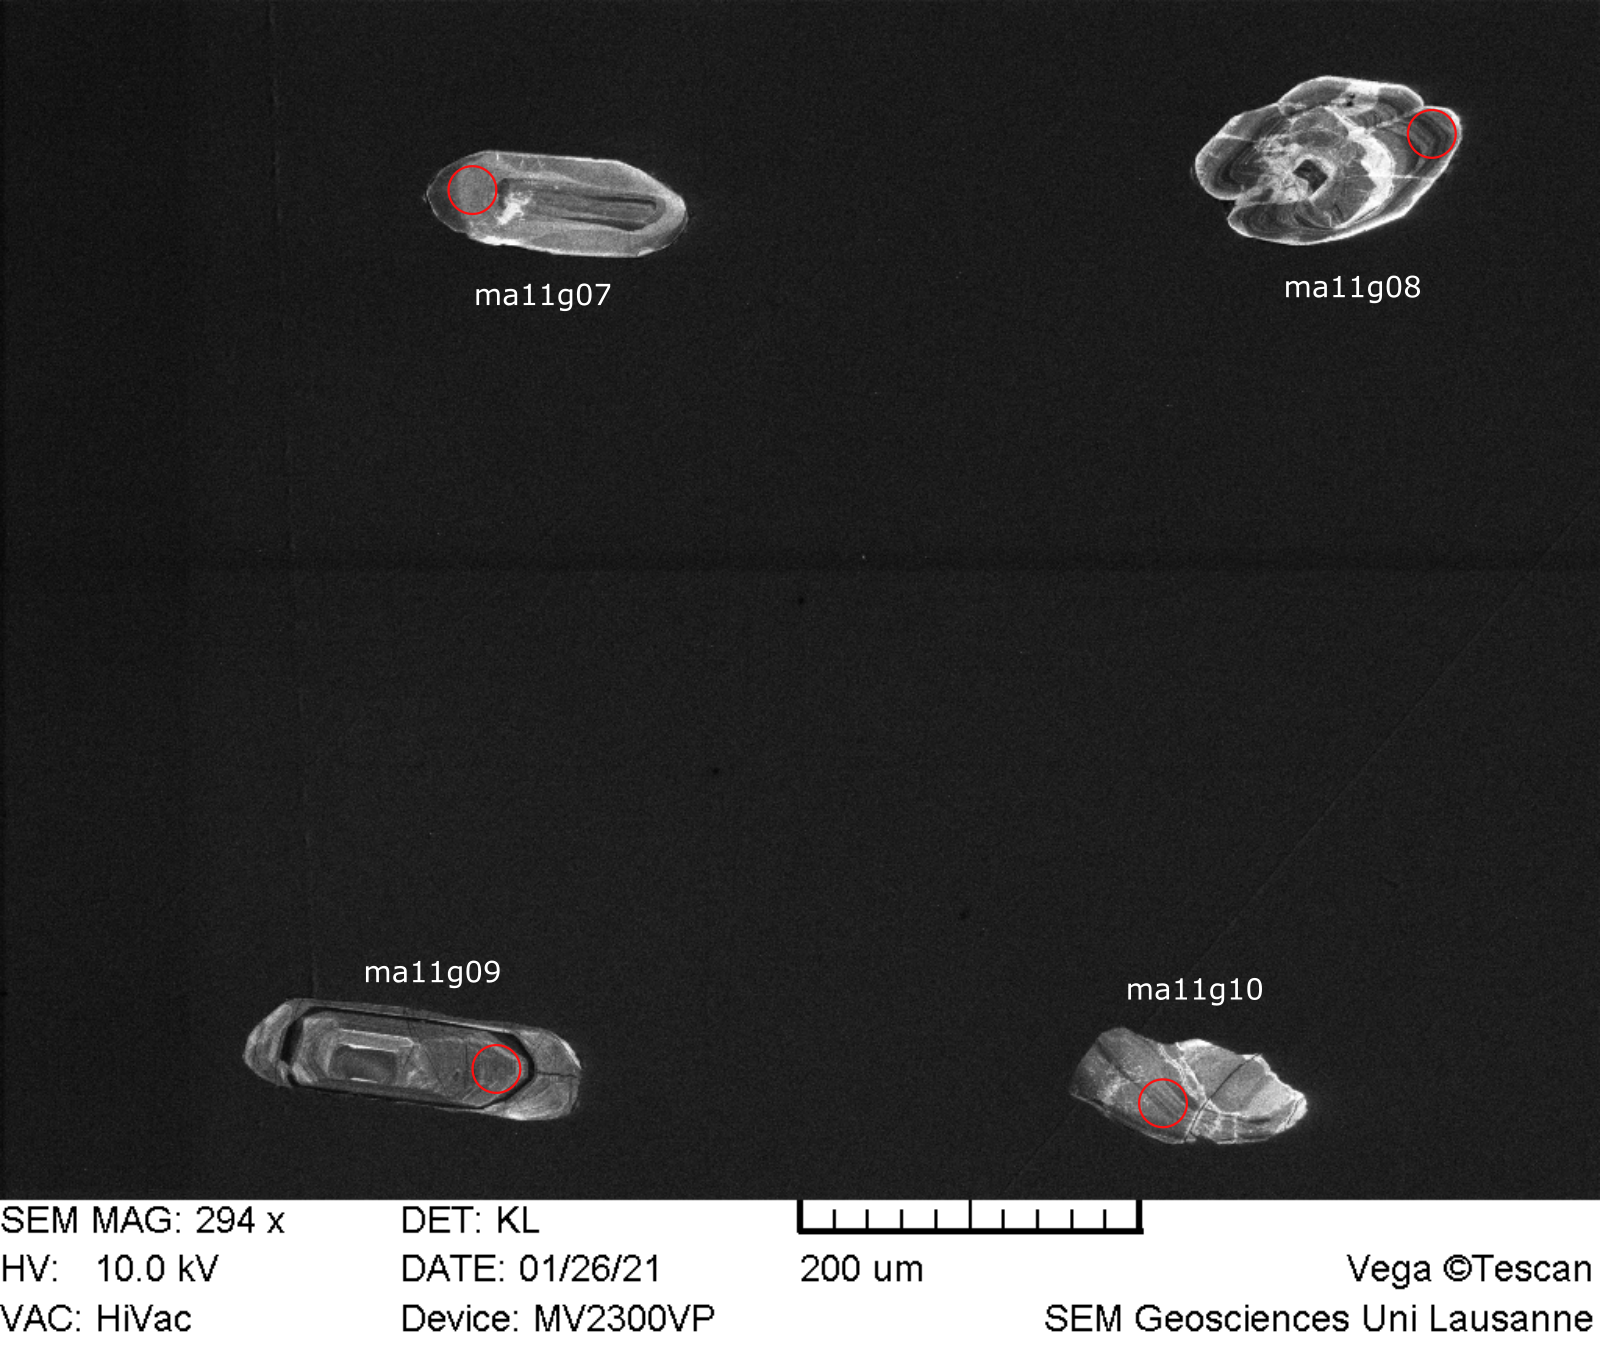 ma11g07
ma11g08
ma11g09
ma11g10
SEM MAG: 294 x
DET: KL
HV: 10.0 kV
DATE: 01/26/21
200 um
Vega ©Tescan
VAC: HiVac
Device: MV2300VP
SEM Geosciences Uni Lausanne